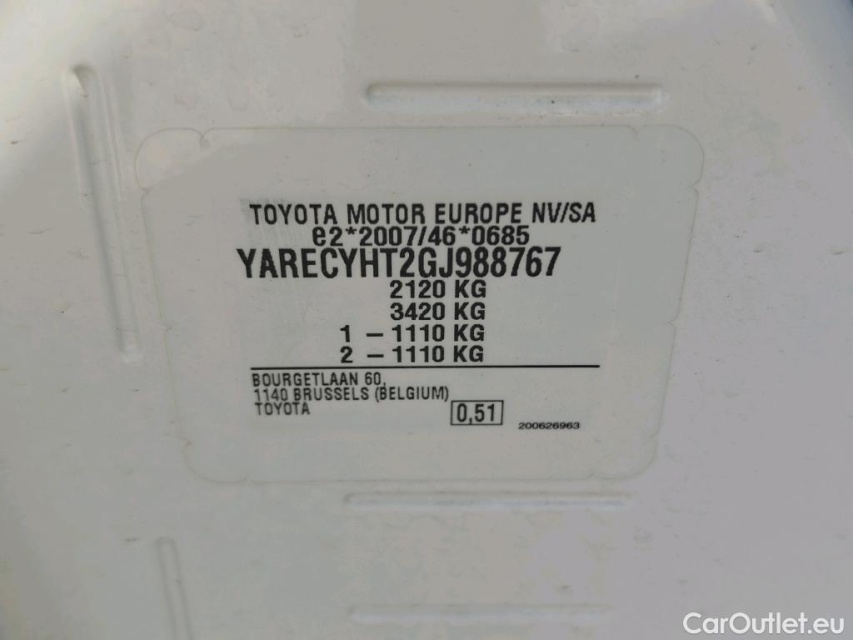 TOYOTA MOTOR EUROPE NV/SA
e2*2007/46*0685
YARECYHT2GJ988767
2120 KG
3420 KG
1 – 1110 KG
2 – 1110 KG
BOURGETLAAN 60,
1140 BRUSSELS (BELGIUM)
TOYOTA
0,51
200626963
CarOutlet.eu